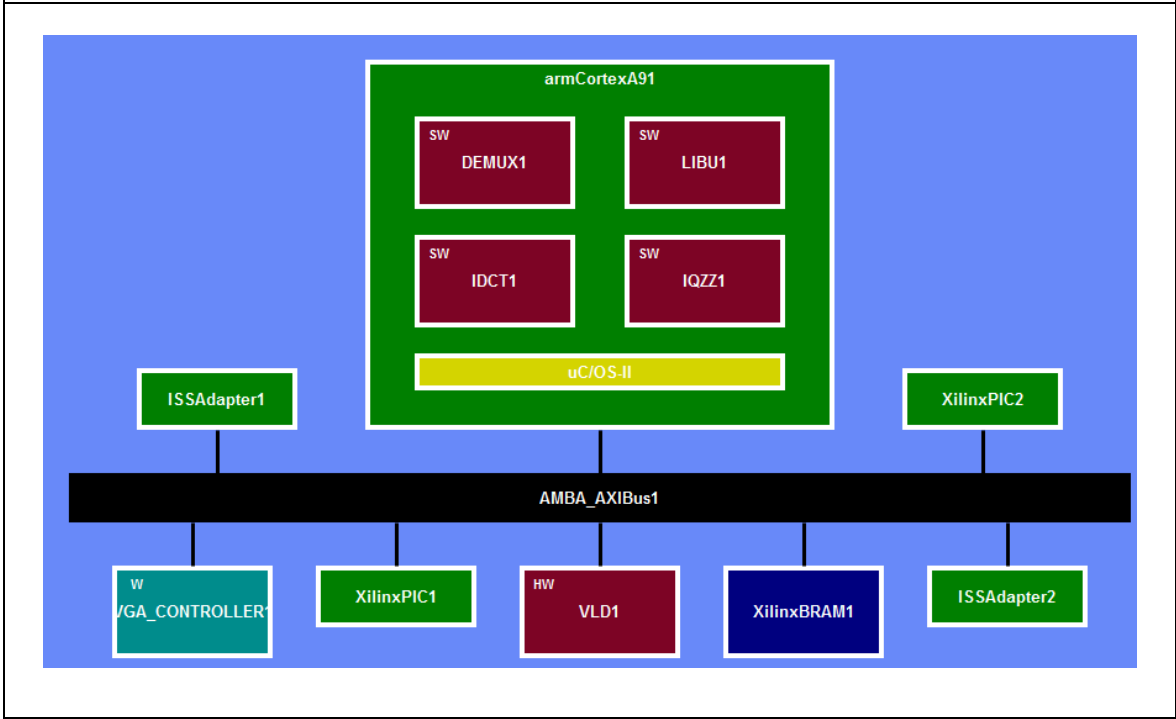 armCortexA91
SW
DEMUX1
SW
LIBU1
SW
IDCT1
SW
IQZZ1
uC/OS-II
ISSAdapter1
XilinxPIC2
AMBA_AXIBus1
W
VGA_CONTROLLER1
XilinxPIC1
HW
VLD1
XilinxBRAM1
ISSAdapter2